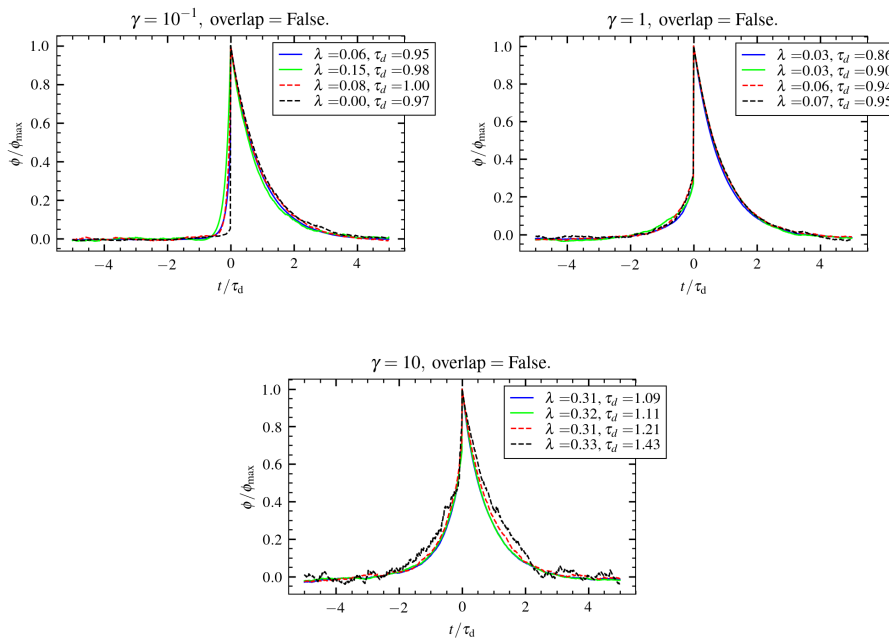 γ = 10⁻¹, overlap = False.
1.0
0.8
0.6
0.4
0.2
0.0
ϕ/ϕmax
−4
−2
0
2
4
t/τd
λ =0.06, τd =0.95
λ =0.15, τd =0.98
λ =0.08, τd =1.00
λ =0.00, τd =0.97
γ = 1, overlap = False.
1.0
0.8
0.6
0.4
0.2
0.0
ϕ/ϕmax
−4
−2
0
2
4
t/τd
λ =0.03, τd =0.86
λ =0.03, τd =0.90
λ =0.06, τd =0.94
λ =0.07, τd =0.95
γ = 10, overlap = False.
1.0
0.8
0.6
0.4
0.2
0.0
ϕ/ϕmax
−4
−2
0
2
4
t/τd
λ =0.31, τd =1.09
λ =0.32, τd =1.11
λ =0.31, τd =1.21
λ =0.33, τd =1.43